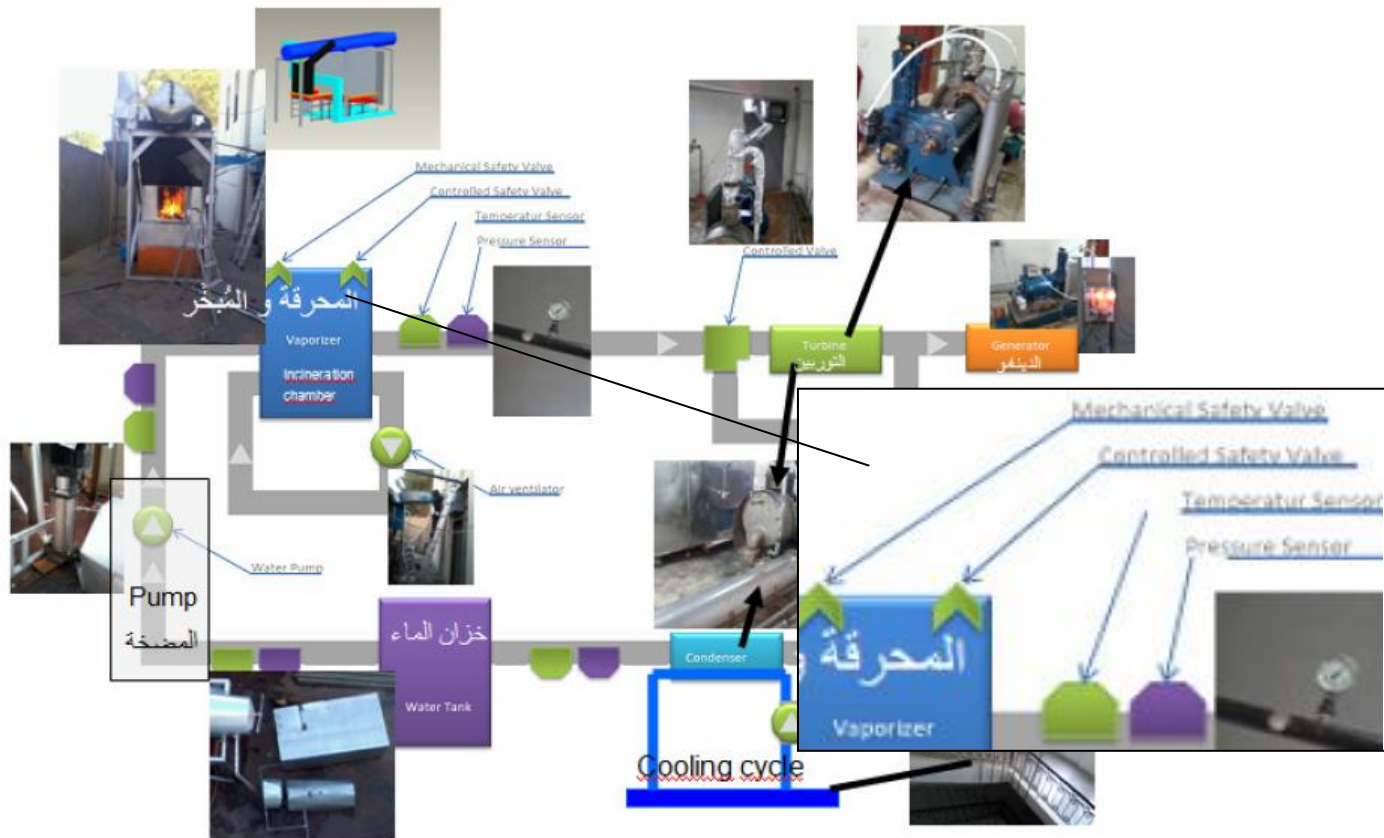 Mechanical Safety Valve
Controlled Safety Valve
Temperatur Sensor
Pressure Sensor
Controlled Valve
المحرقة و المُبخّر
Vaporizer
Incineration
chamber
Turbine
التوربين
Generator
الدينمو
Air ventilator
Water Pump
Pump
المضخة
خزان الماء
Water Tank
Condenser
Cooling cycle
Mechanical Safety Valve
Controlled Safety Valve
Temperatur Sensor
Pressure Sensor
المحرقة و
Vaporizer